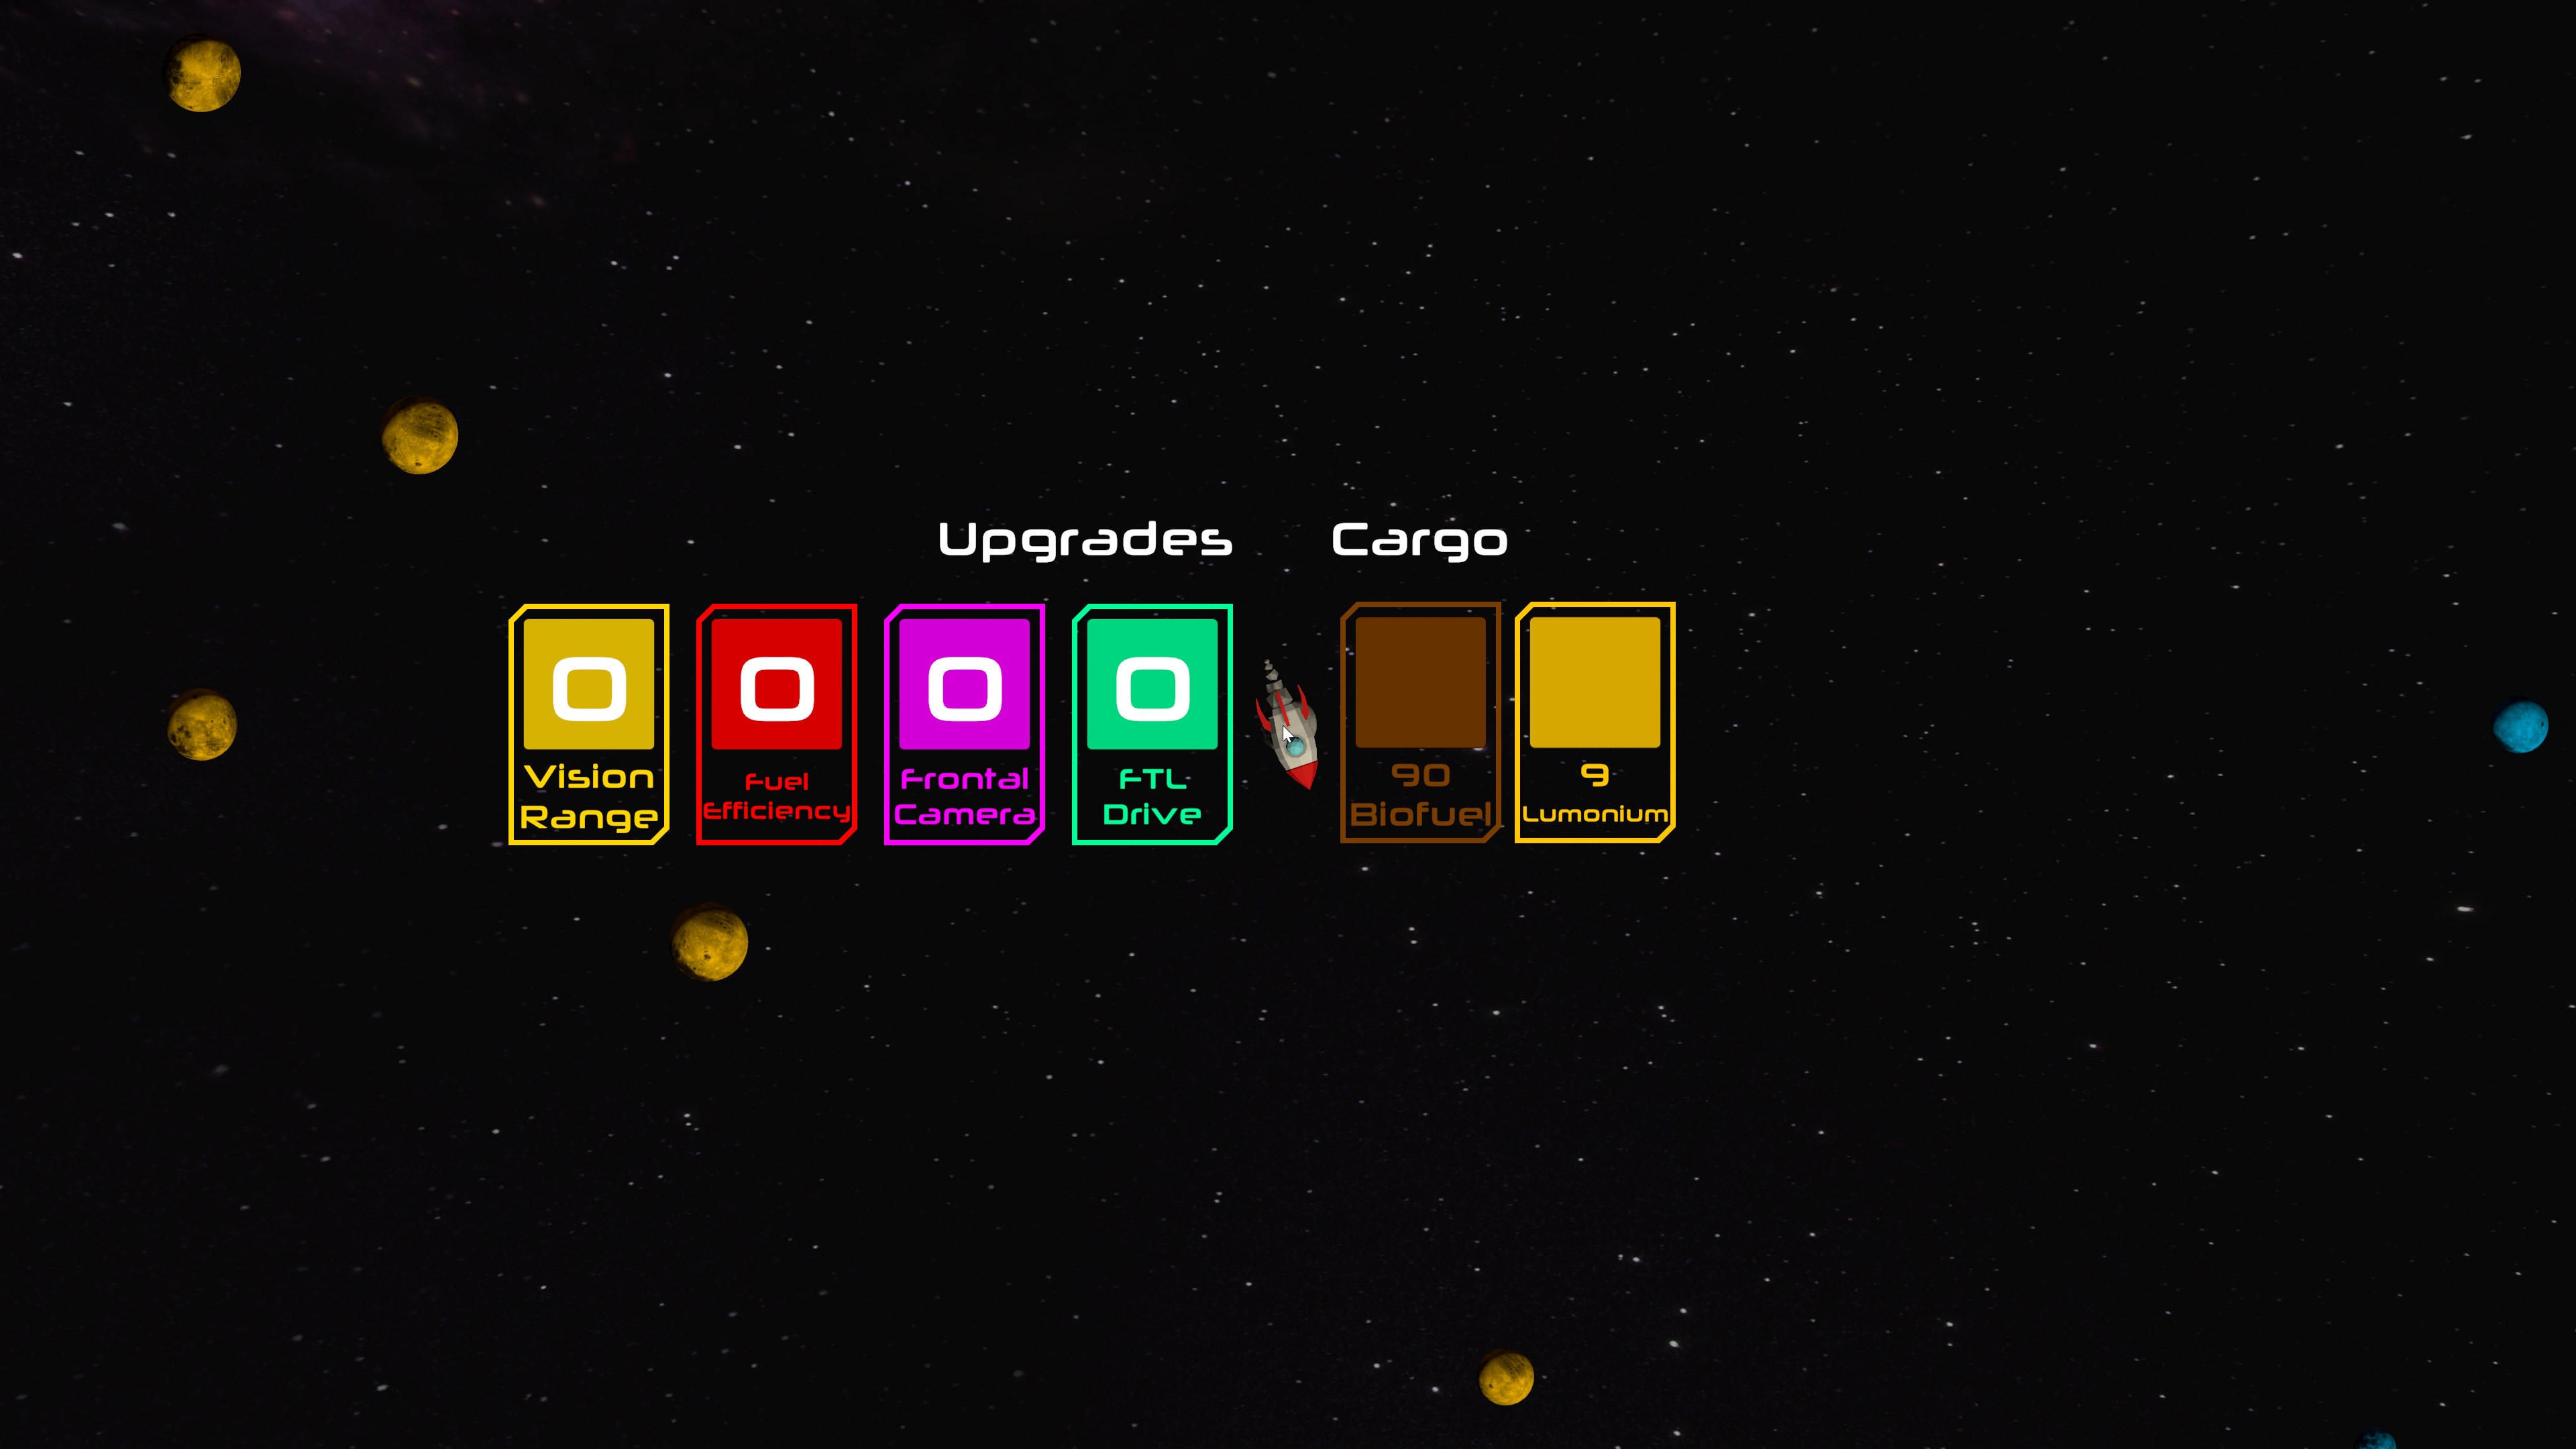 Upgrades
Cargo
0
Vision
Range
0
Fuel
Efficiency
0
Frontal
Camera
0
FTL
Drive
90
Biofuel
9
Lumonium